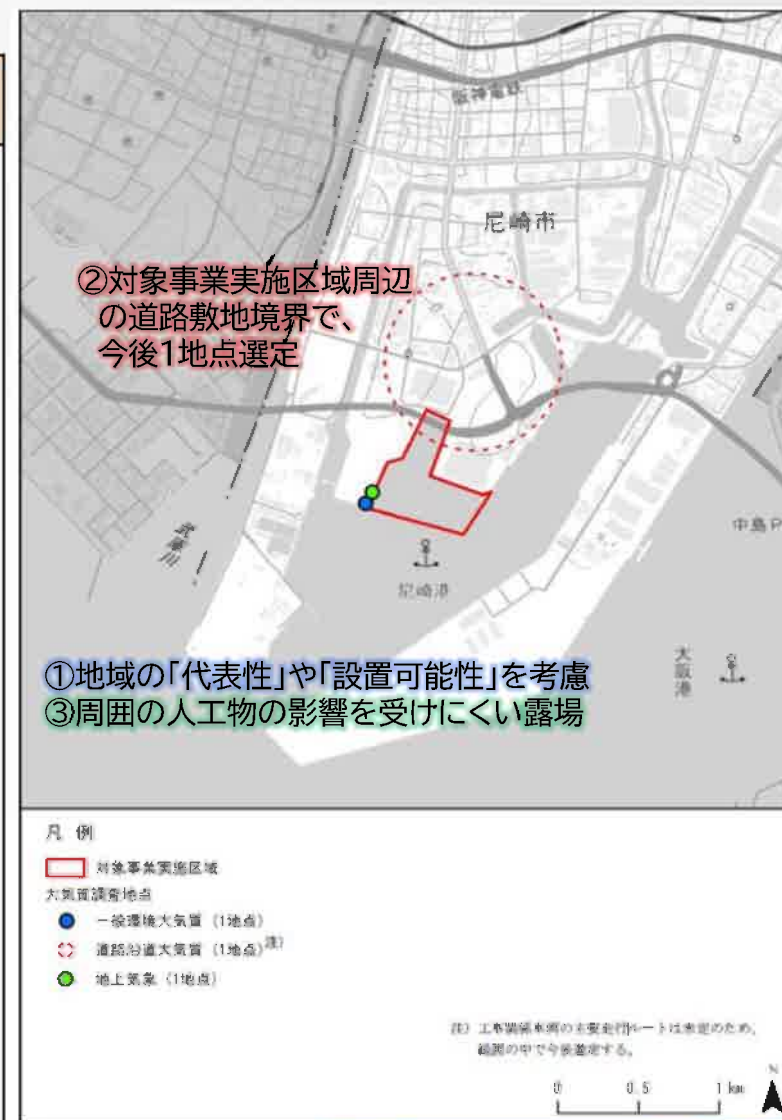 阪神電鉄
尼崎市
②対象事業実施区域周辺
の道路敷地境界で、
今後1地点選定
武庫川
中島P
尼崎港
大阪港
①地域の「代表性」や「設置可能性」を考慮
③周囲の人工物の影響を受けにくい露場
凡 例
対象事業実施区域
大気質調査地点
一般環境大気質（1地点）
道路沿道大気質（1地点）注）
地上気象（1地点）
注）工事関係車両の主要走行ルートは未定のため、
範囲の中で今後選定する。
N
0 0.5 1 km